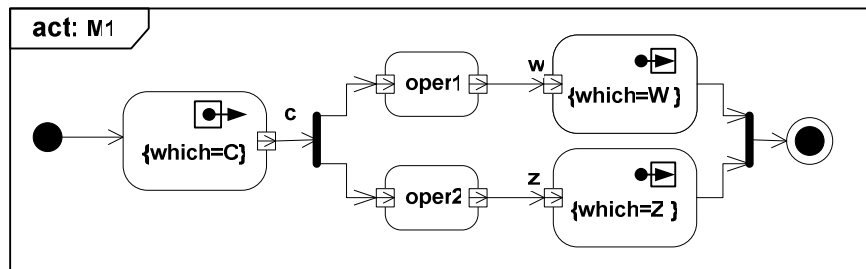 act: M1
oper1
w
{which=W }
c
{which=C}
oper2
z
{which=Z }